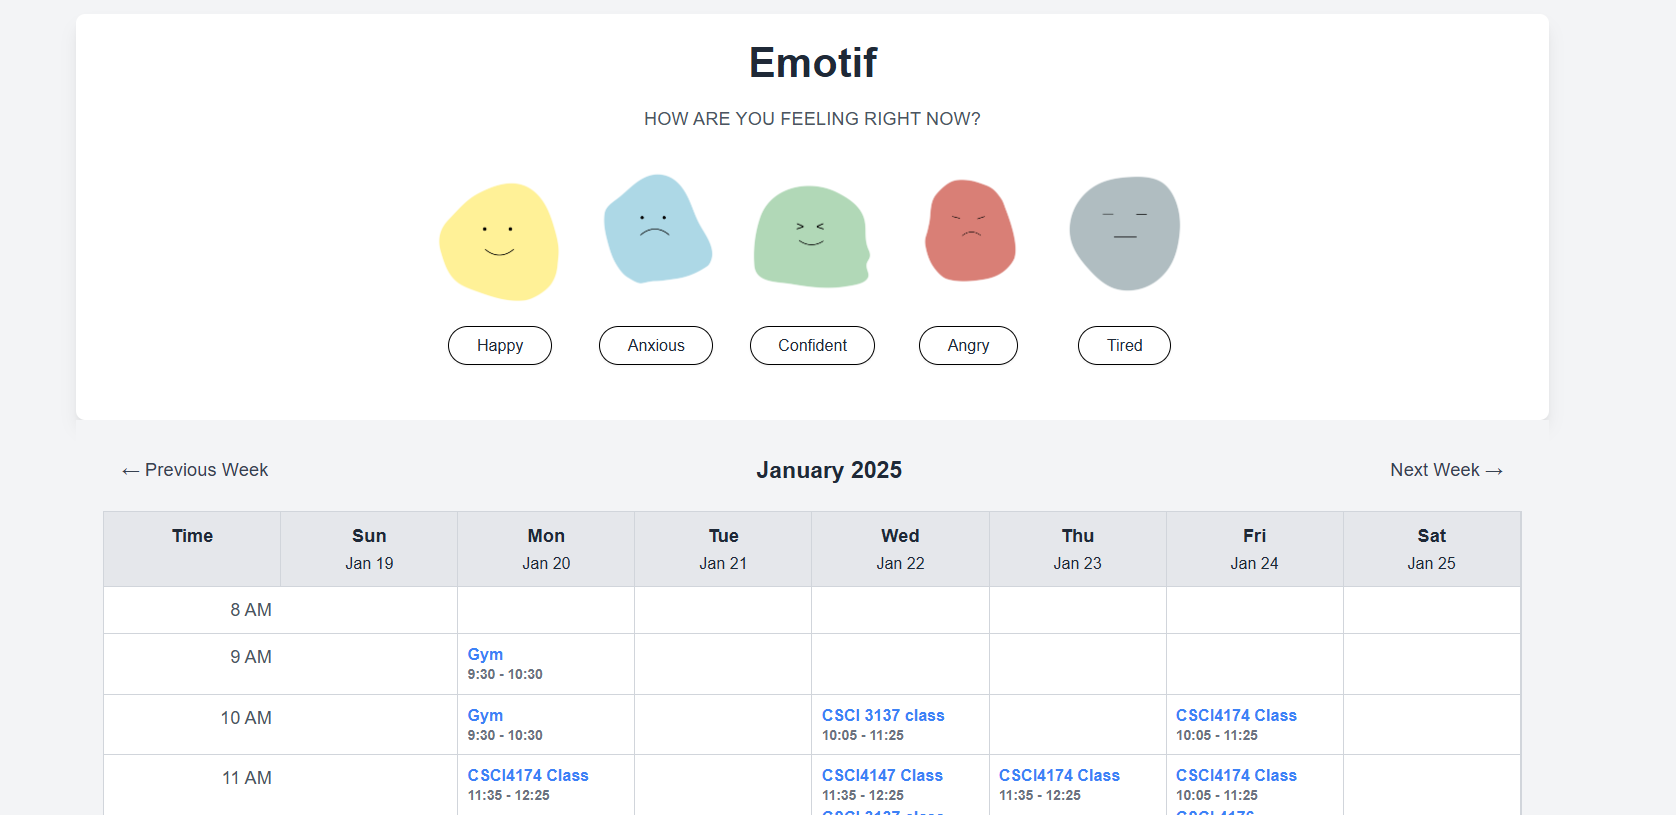 Emotif
HOW ARE YOU FEELING RIGHT NOW?
Happy Anxious Confident Angry Tired
← Previous Week January 2025 Next Week →
Time Sun Mon Tue Wed Thu Fri Sat
Jan 19 Jan 20 Jan 21 Jan 22 Jan 23 Jan 24 Jan 25
8 AM
9 AM Gym
9:30 - 10:30
10 AM Gym CSCI 3137 class CSCI4174 Class
9:30 - 10:30 10:05 - 11:25 10:05 - 11:25
11 AM CSCI4174 Class CSCI4147 Class CSCI4174 Class CSCI4174 Class
11:35 - 12:25 11:35 - 12:25 11:35 - 12:25 10:05 - 11:25
CSCI 3137 class